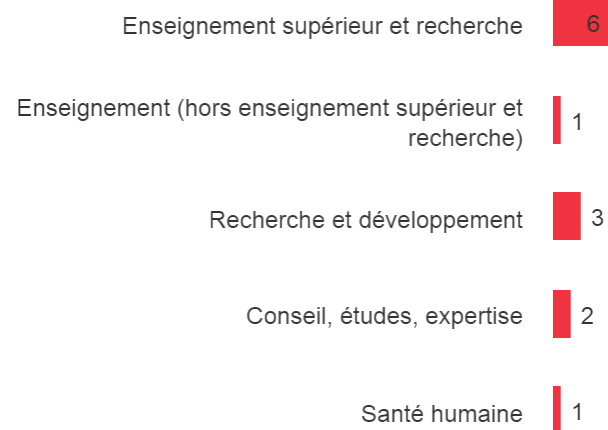 Enseignement supérieur et recherche 6
Enseignement (hors enseignement supérieur et
recherche) 1
Recherche et développement 3
Conseil, études, expertise 2
Santé humaine 1